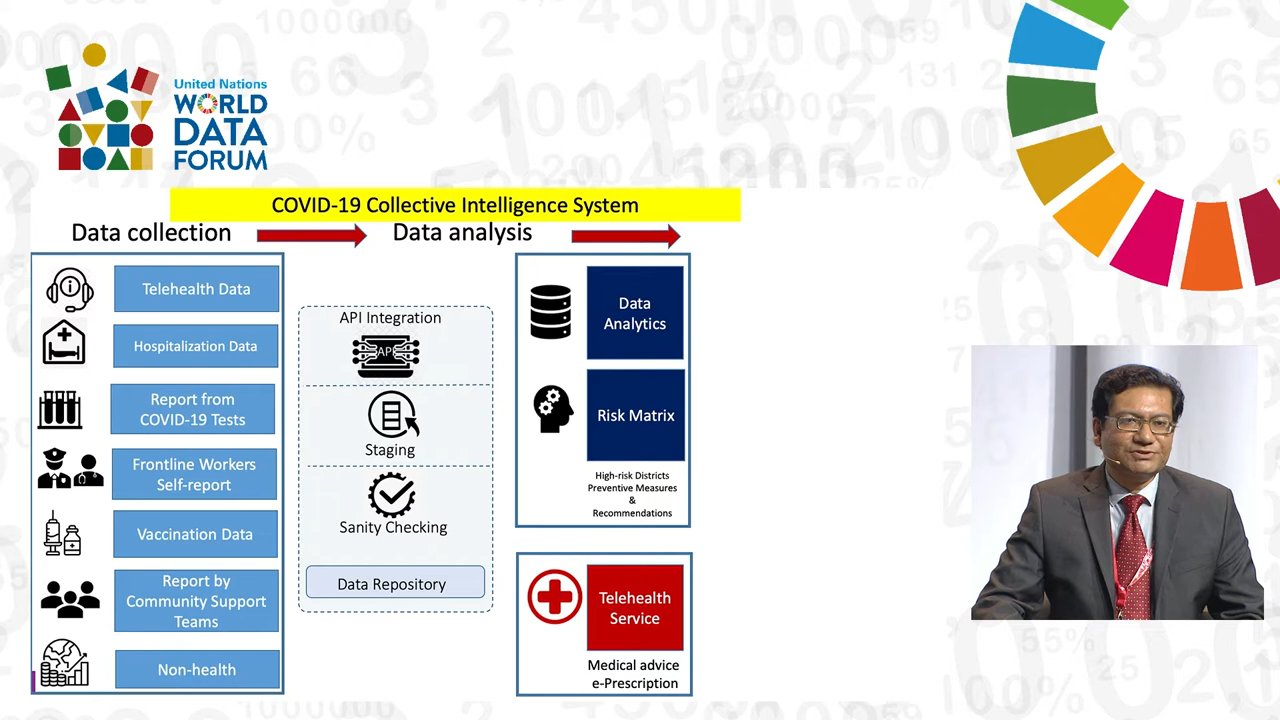 United Nations
WORLD
DATA
FORUM
COVID-19 Collective Intelligence System
Data collection
Data analysis
Telehealth Data
Hospitalization Data
Report from
COVID-19 Tests
Frontline Workers
Self-report
Vaccination Data
Report by
Community Support
Teams
Non-health
API Integration
API
Staging
Sanity Checking
Data Repository
Data
Analytics
Risk Matrix
High-risk Districts
Preventive Measures
&
Recommendations
Telehealth
Service
Medical advice
e-Prescription